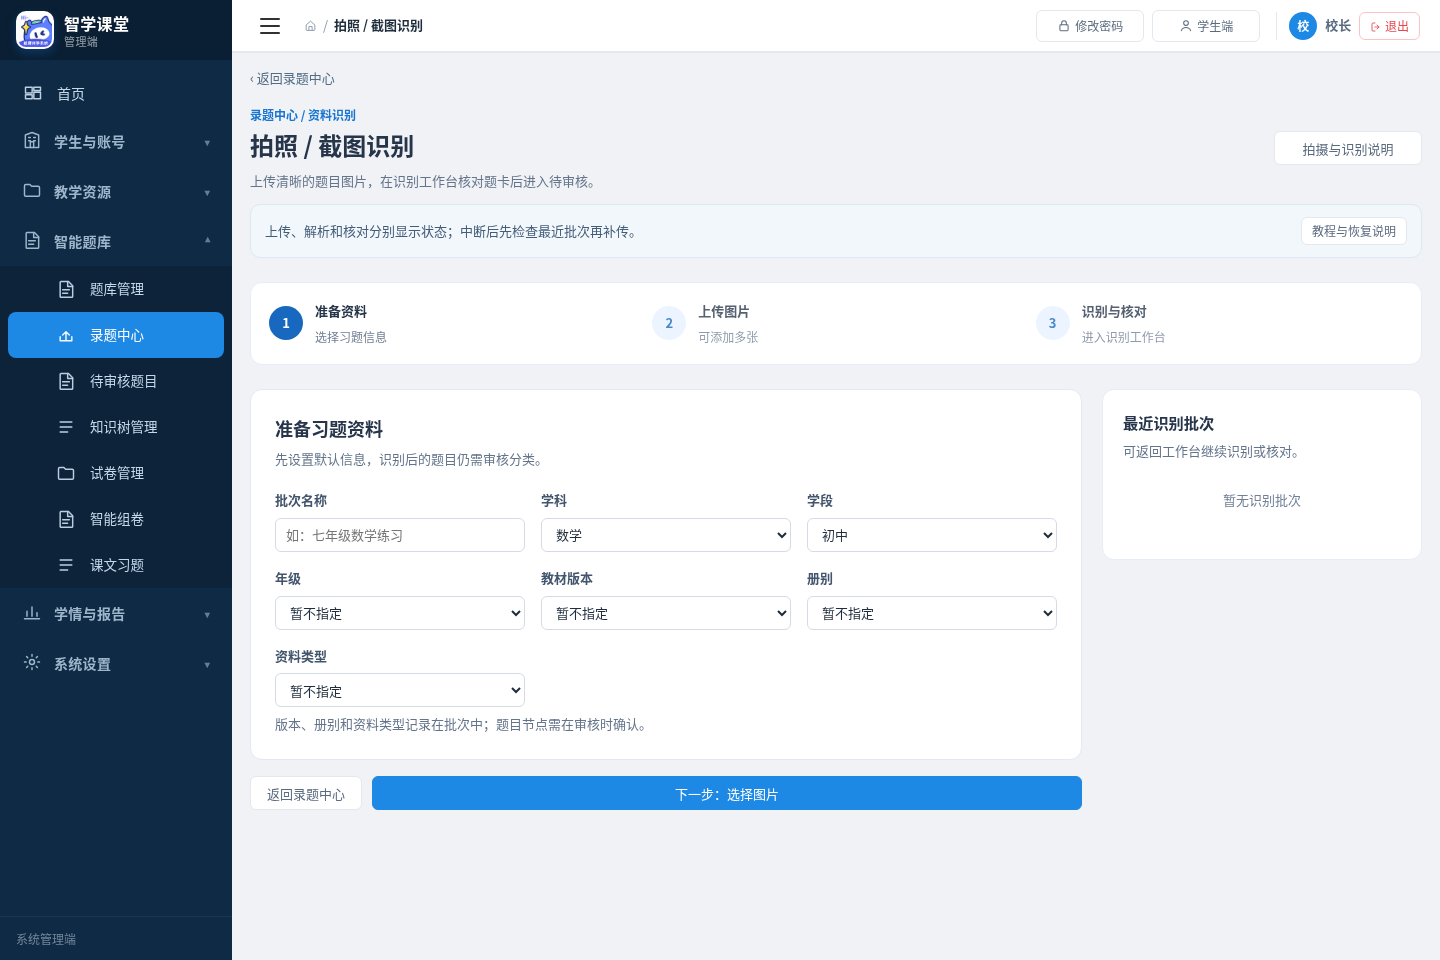 智学课堂
管理端
首页
学生与账号
教学资源
智能题库
题库管理
录题中心
待审核题目
知识树管理
试卷管理
智能组卷
课文习题
学情与报告
系统设置
系统管理端
/ 拍照 / 截图识别
修改密码
学生端
校 校长
退出
‹ 返回录题中心
录题中心 / 资料识别
拍照 / 截图识别
拍摄与识别说明
上传清晰的题目图片，在识别工作台核对题卡后进入待审核。
上传、解析和核对分别显示状态；中断后先检查最近批次再补传。
教程与恢复说明
1 准备资料
选择习题信息
2 上传图片
可添加多张
3 识别与核对
进入识别工作台
准备习题资料
先设置默认信息，识别后的题目仍需审核分类。
批次名称 学科 学段
如：七年级数学练习 数学 初中
年级 教材版本 册别
暂不指定 暂不指定 暂不指定
资料类型
暂不指定
版本、册别和资料类型记录在批次中；题目节点需在审核时确认。
返回录题中心
下一步：选择图片
最近识别批次
可返回工作台继续识别或核对。
暂无识别批次